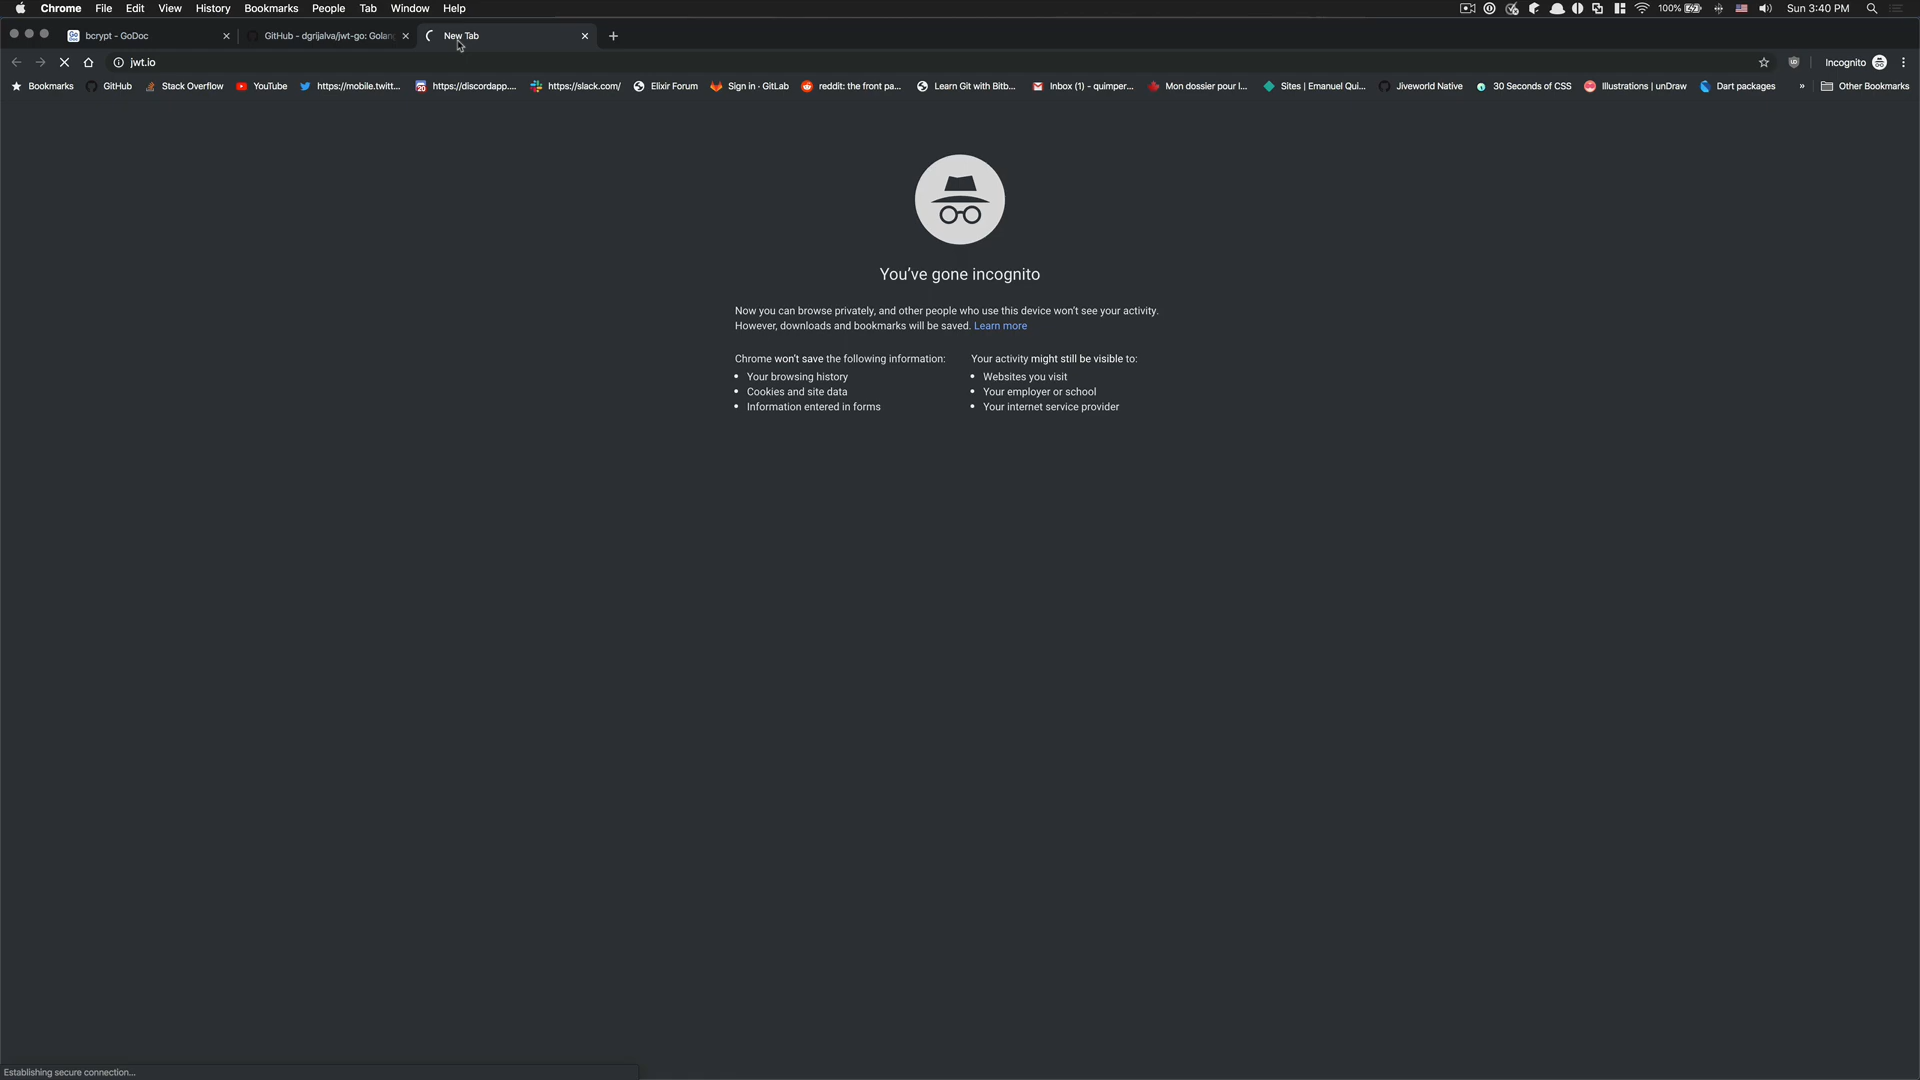 Chrome File Edit View History Bookmarks People Tab Window Help 100% Sun 3:40 PM
bcrypt - GoDoc GitHub - dgrijalva/jwt-go: Golang New Tab
jwt.io Incognito
Bookmarks GitHub Stack Overflow YouTube https://mobile.twitt... https://discordapp.... https://slack.com/ Elixir Forum Sign in · GitLab reddit: the front pa... Learn Git with Bitb... Inbox (1) - quimper... Mon dossier pour l... Sites | Emanuel Qui... Jiveworld Native 30 Seconds of CSS Illustrations | unDraw Dart packages » Other Bookmarks
You've gone incognito
Now you can browse privately, and other people who use this device won't see your activity.
However, downloads and bookmarks will be saved. Learn more
Chrome won't save the following information:
• Your browsing history
• Cookies and site data
• Information entered in forms
Your activity might still be visible to:
• Websites you visit
• Your employer or school
• Your internet service provider
Establishing secure connection...